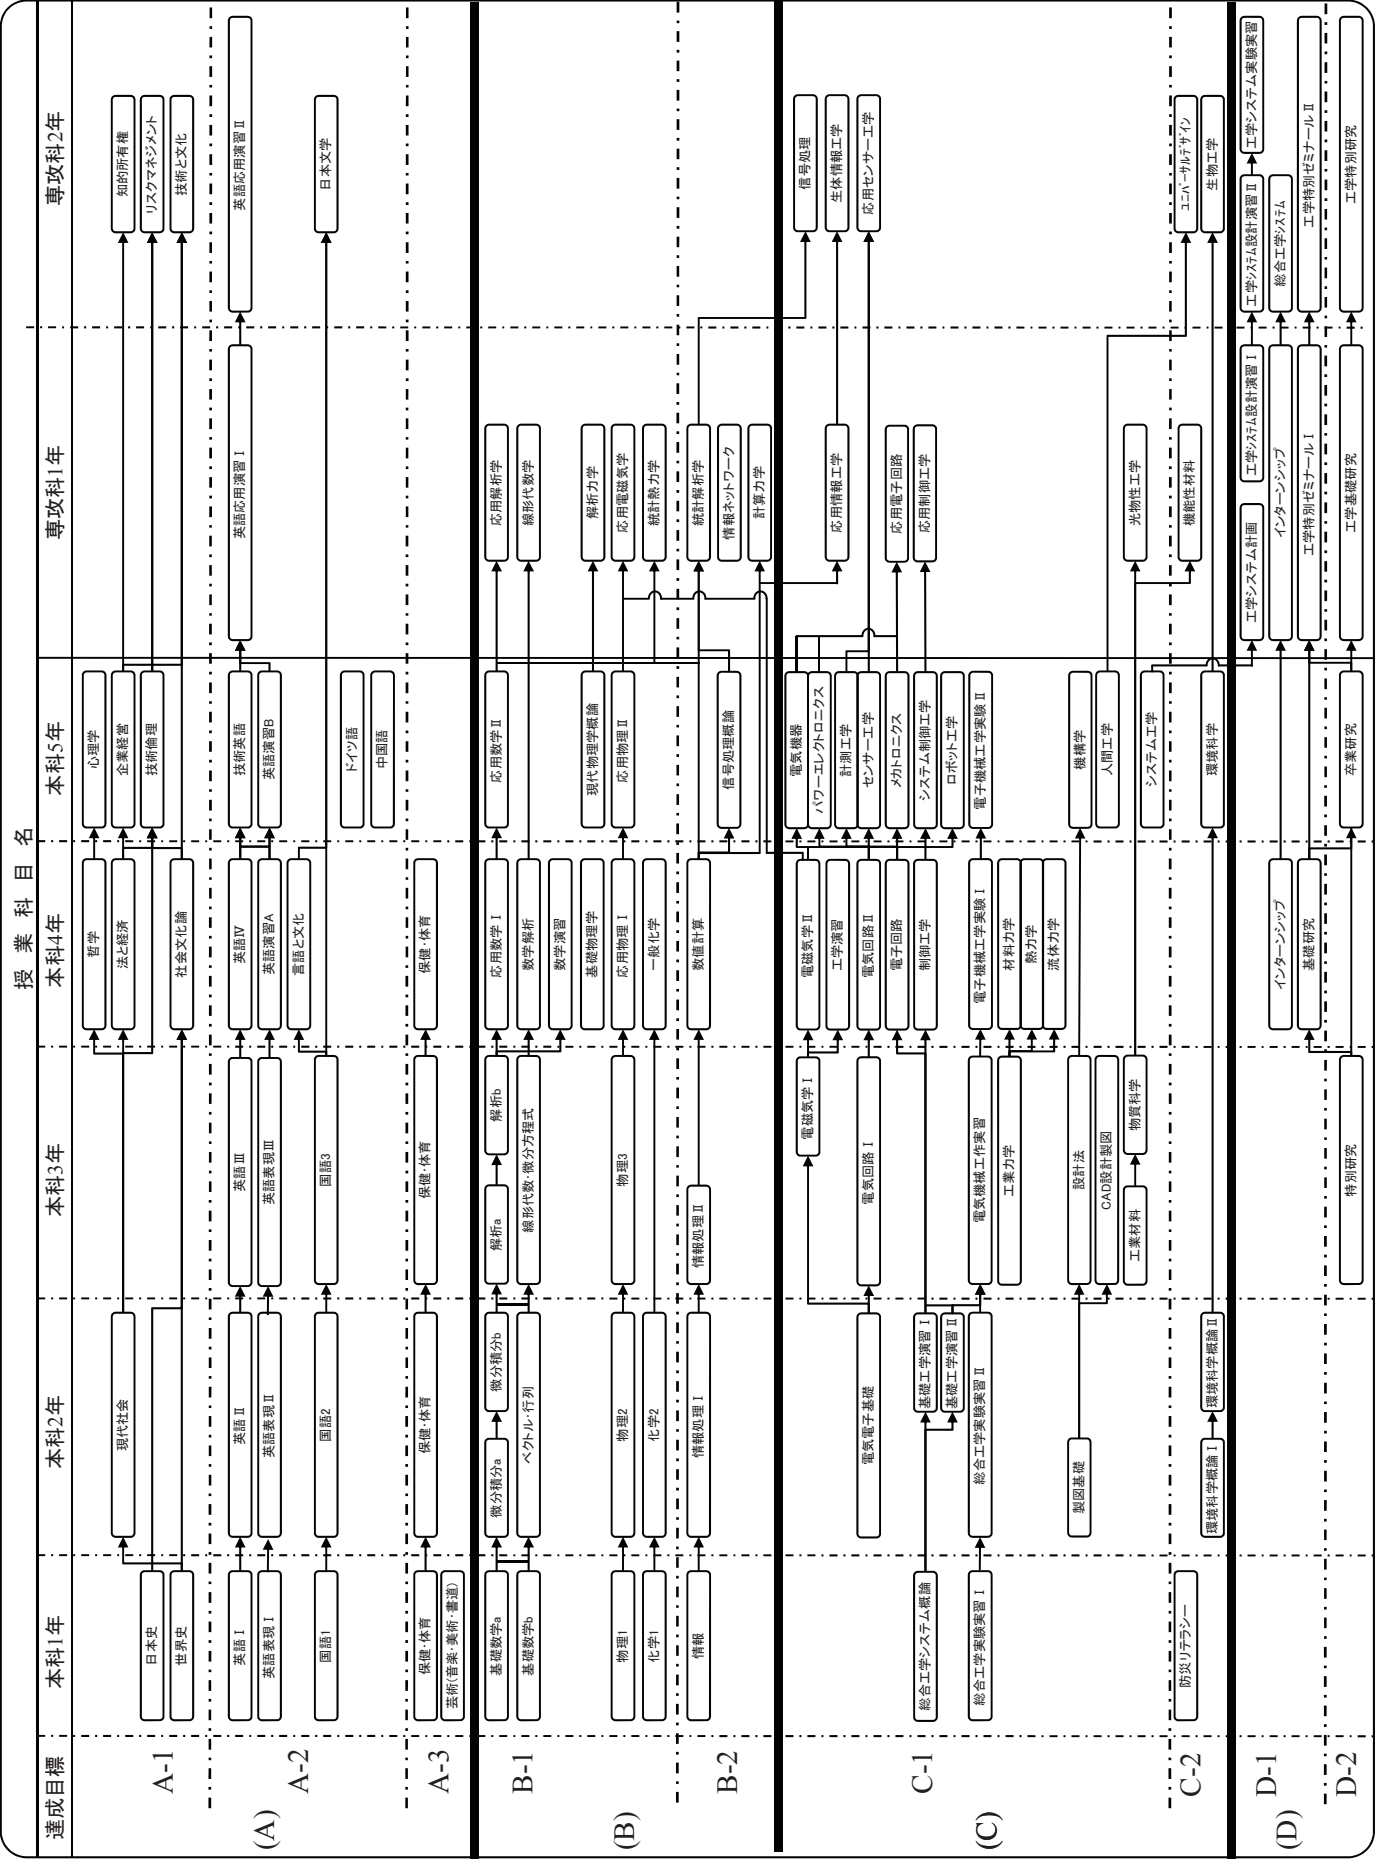 授業科目名
達成目標
本科1年
本科2年
本科3年
本科4年
本科5年
専攻科1年
専攻科2年
(A)
A-1
哲学
心理学
現代社会
法と経済
企業経営
知的所有権
日本史
技術倫理
リスクマネジメント
世界史
社会文化論
技術と文化
A-2
英語Ⅰ
英語Ⅱ
英語Ⅲ
英語Ⅳ
技術英語
英語応用演習Ⅰ
英語応用演習Ⅱ
英語表現Ⅰ
英語表現Ⅱ
英語表現Ⅲ
英語演習A
英語演習B
言語と文化
国語1
国語2
国語3
日本文学
ドイツ語
中国語
A-3
保健・体育
保健・体育
保健・体育
保健・体育
芸術(音楽・美術・書道)
(B)
B-1
基礎数学a
微分積分a
微分積分b
解析a
解析b
応用数学Ⅰ
応用数学Ⅱ
応用解析学
基礎数学b
ベクトル・行列
線形代数・微分方程式
数学解析
線形代数学
数学演習
基礎物理学
現代物理学概論
解析力学
物理1
物理2
物理3
応用物理Ⅰ
応用物理Ⅱ
応用電磁気学
化学1
化学2
一般化学
統計熱力学
B-2
情報
情報処理Ⅰ
情報処理Ⅱ
数値計算
統計解析学
信号処理概論
情報ネットワーク
計算力学
(C)
C-1
電磁気学Ⅰ
電磁気学Ⅱ
電気機器
信号処理
パワーエレクトロニクス
工学演習
計測工学
応用情報工学
生体情報工学
電気電子基礎
電気回路Ⅰ
電気回路Ⅱ
センサー工学
応用センサー工学
電子回路
メカトロニクス
応用電子回路
総合工学システム概論
基礎工学演習Ⅰ
制御工学
システム制御工学
応用制御工学
基礎工学演習Ⅱ
ロボット工学
総合工学実験実習Ⅰ
総合工学実験実習Ⅱ
電気機械工作実習
電子機械工学実験Ⅰ
電子機械工学実験Ⅱ
工業力学
材料力学
熱力学
流体力学
製図基礎
設計法
機構学
CAD設計製図
人間工学
工業材料
物質科学
光物性工学
システム工学
C-2
防災リテラシー
機能性材料
ユニバーサルデザイン
環境科学概論Ⅰ
環境科学概論Ⅱ
環境科学
生物工学
(D)
D-1
工学システム計画
工学システム設計演習Ⅰ
工学システム設計演習Ⅱ
工学システム実験実習
インターンシップ
インターンシップ
総合工学システム
基礎研究
工学特別ゼミナールⅠ
工学特別ゼミナールⅡ
D-2
特別研究
卒業研究
工学基礎研究
工学特別研究